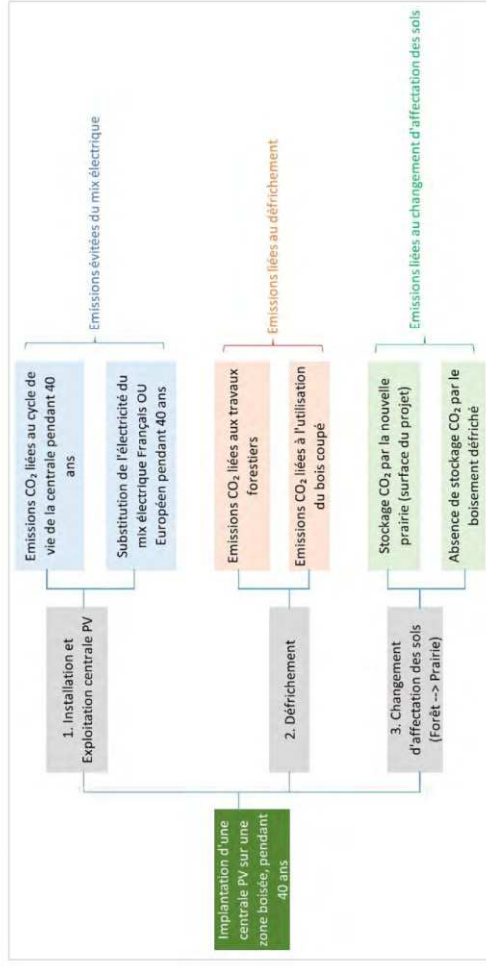 Implantation d'une
centrale PV sur une
zone boisée, pendant
40 ans
1. Installation et
Exploitation centrale PV
Emissions CO₂ liées au cycle de
vie de la centrale pendant 40
ans
Substitution de l'électricité du
mix électrique Français OU
Européen pendant 40 ans
Emissions évitées du mix électrique
2. Défrichement
Emissions CO₂ liées aux travaux
forestiers
Emissions CO₂ liées à l'utilisation
du bois coupé
Emissions liées au défrichement
3. Changement
d'affectation des sols
(Forêt --> Prairie)
Stockage CO₂ par la nouvelle
prairie (surface du projet)
Absence de stockage CO₂ par le
boisement défriché
Emissions liées au changement d'affectation des sols